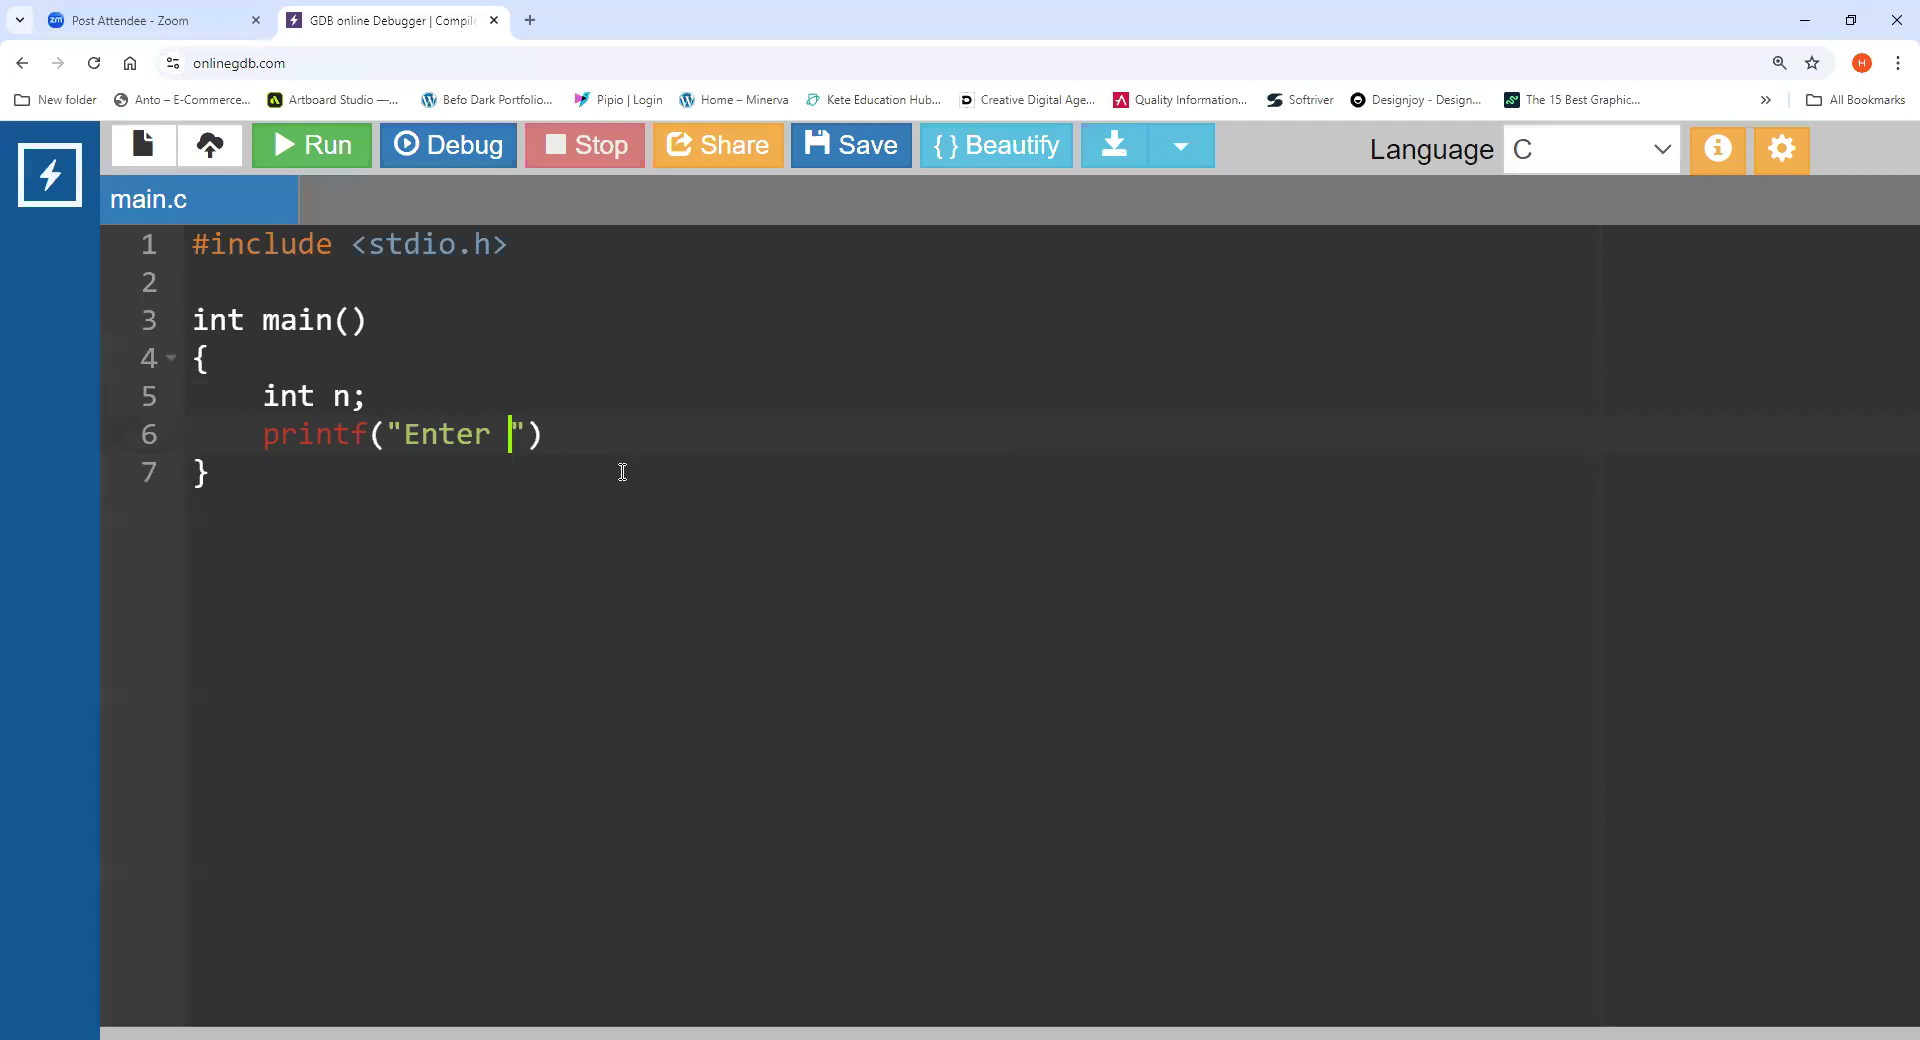 Post Attendee - Zoom
GDB online Debugger | Compil
onlinegdb.com
New folder
Anto – E-Commerce...
Artboard Studio —...
Befo Dark Portfolio...
Pipio | Login
Home – Minerva
Kete Education Hub...
Creative Digital Age...
Quality Information...
Softriver
Designjoy - Design...
The 15 Best Graphic...
» All Bookmarks
Run
Debug
Stop
Share
Save
{ } Beautify
Language C
main.c
1 #include <stdio.h>
2
3 int main()
4 {
5 int n;
6 printf("Enter ")
7 }